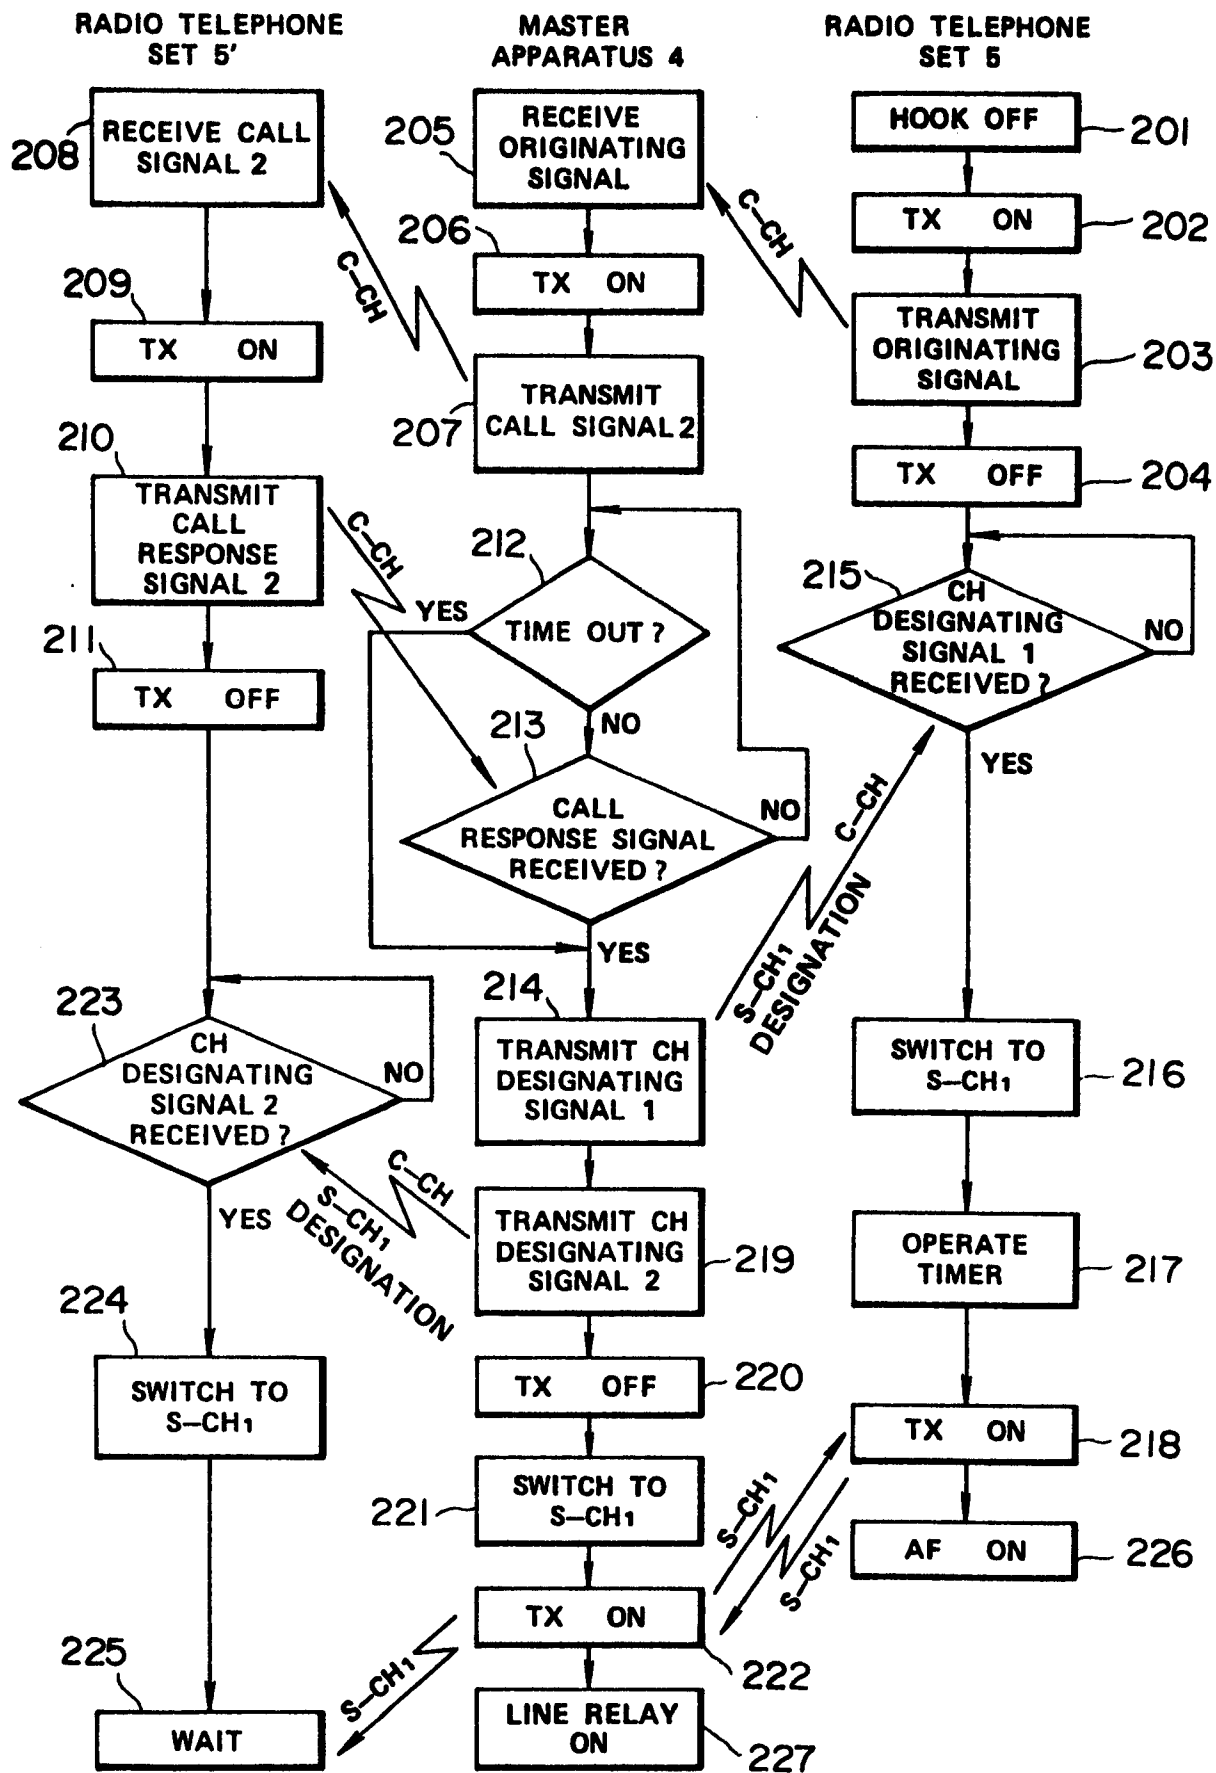 RADIO TELEPHONE
SET 5'
208
RECEIVE CALL
SIGNAL 2
C-CH
209
TX ON
210
TRANSMIT
CALL
RESPONSE
SIGNAL 2
C-CH
211
TX OFF
223
CH
DESIGNATING
SIGNAL 2
RECEIVED ?
NO
YES
C-CH
S-CH1
DESIGNATION
224
SWITCH TO
S-CH1
225
WAIT
S-CH1
MASTER
APPARATUS 4
205
RECEIVE
ORIGINATING
SIGNAL
C-CH
206
TX ON
207
TRANSMIT
CALL SIGNAL 2
212
TIME OUT ?
YES
NO
213
CALL
RESPONSE SIGNAL
RECEIVED ?
NO
YES
214
TRANSMIT CH
DESIGNATING
SIGNAL 1
C-CH
S-CH1
DESIGNATION
TRANSMIT CH
DESIGNATING
SIGNAL 2
219
TX OFF
220
221
SWITCH TO
S-CH1
TX ON
222
S-CH1
S-CH1
LINE RELAY
ON
227
RADIO TELEPHONE
SET 5
HOOK OFF
201
TX ON
202
TRANSMIT
ORIGINATING
SIGNAL
203
TX OFF
204
215
CH
DESIGNATING
SIGNAL 1
RECEIVED ?
NO
YES
SWITCH TO
S-CH1
216
OPERATE
TIMER
217
TX ON
218
AF ON
226